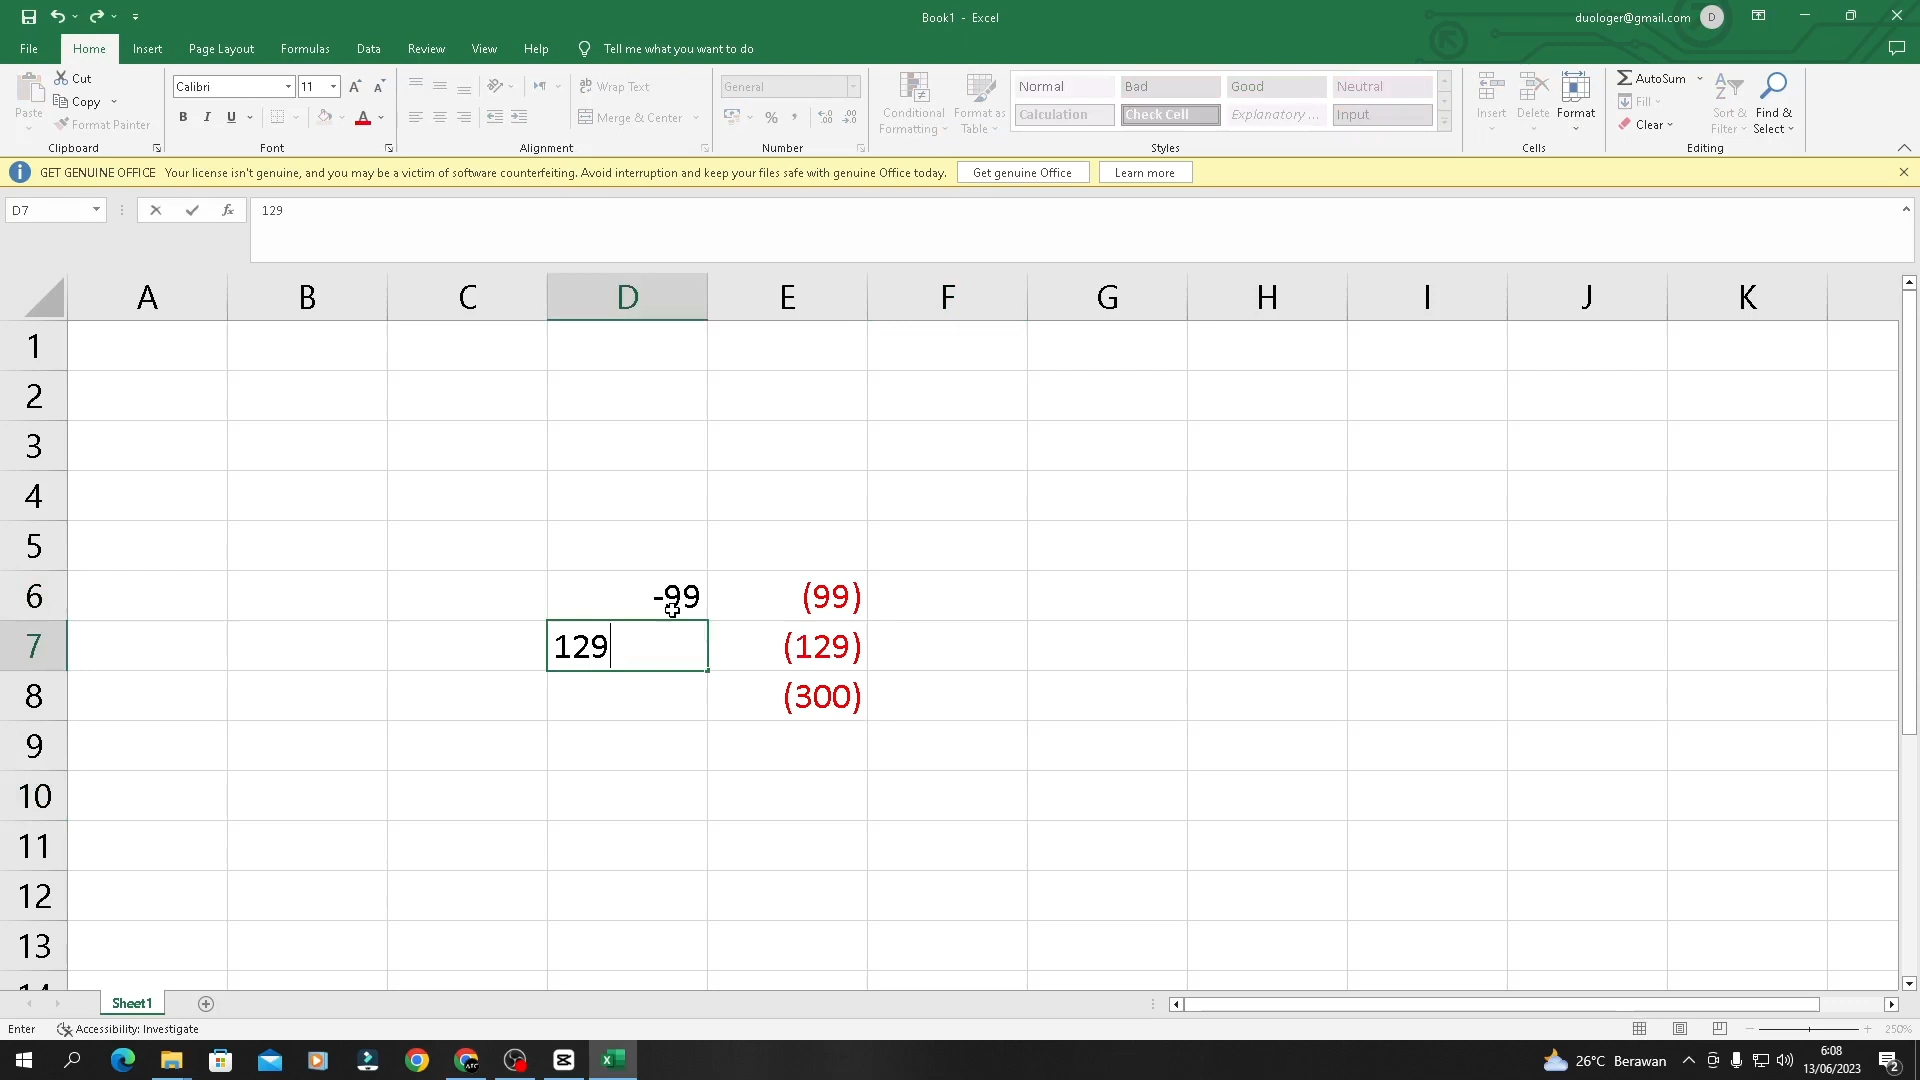 Book1 - Excel
duologer@gmail.com
D
File
Home
Insert
Page Layout
Formulas
Data
Review
View
Help
Tell me what you want to do
Paste
Cut
Copy
Format Painter
Clipboard
Calibri
11
B
I
U
A
Font
Wrap Text
Merge & Center
Alignment
General
%
Number
Conditional
Formatting
Format as
Table
Normal
Bad
Good
Neutral
Calculation
Check Cell
Explanatory ...
Input
Styles
Insert
Delete
Format
Cells
AutoSum
Fill
Clear
Sort &
Filter
Find &
Select
Editing
GET GENUINE OFFICE Your license isn't genuine, and you may be a victim of software counterfeiting. Avoid interruption and keep your files safe with genuine Office today.
Get genuine Office
Learn more
D7
fx
129
A B C D E F G H I J K
1
2
3
4
5
6 -99 (99)
7 129 (129)
8 (300)
9
10
11
12
13
Sheet1
Enter
Accessibility: Investigate
250%
26°C Berawan
6:08
13/06/2023
2